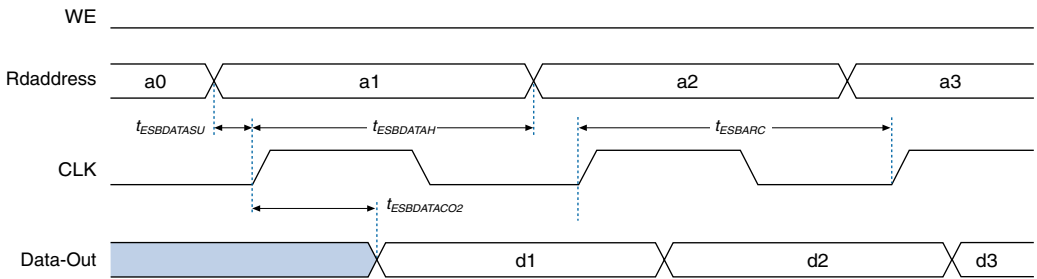 WE
Rdaddress a0 a1 a2 a3
tESBDATASU tESBDATAH tESBARC
CLK
tESBDATACO2
Data-Out d1 d2 d3